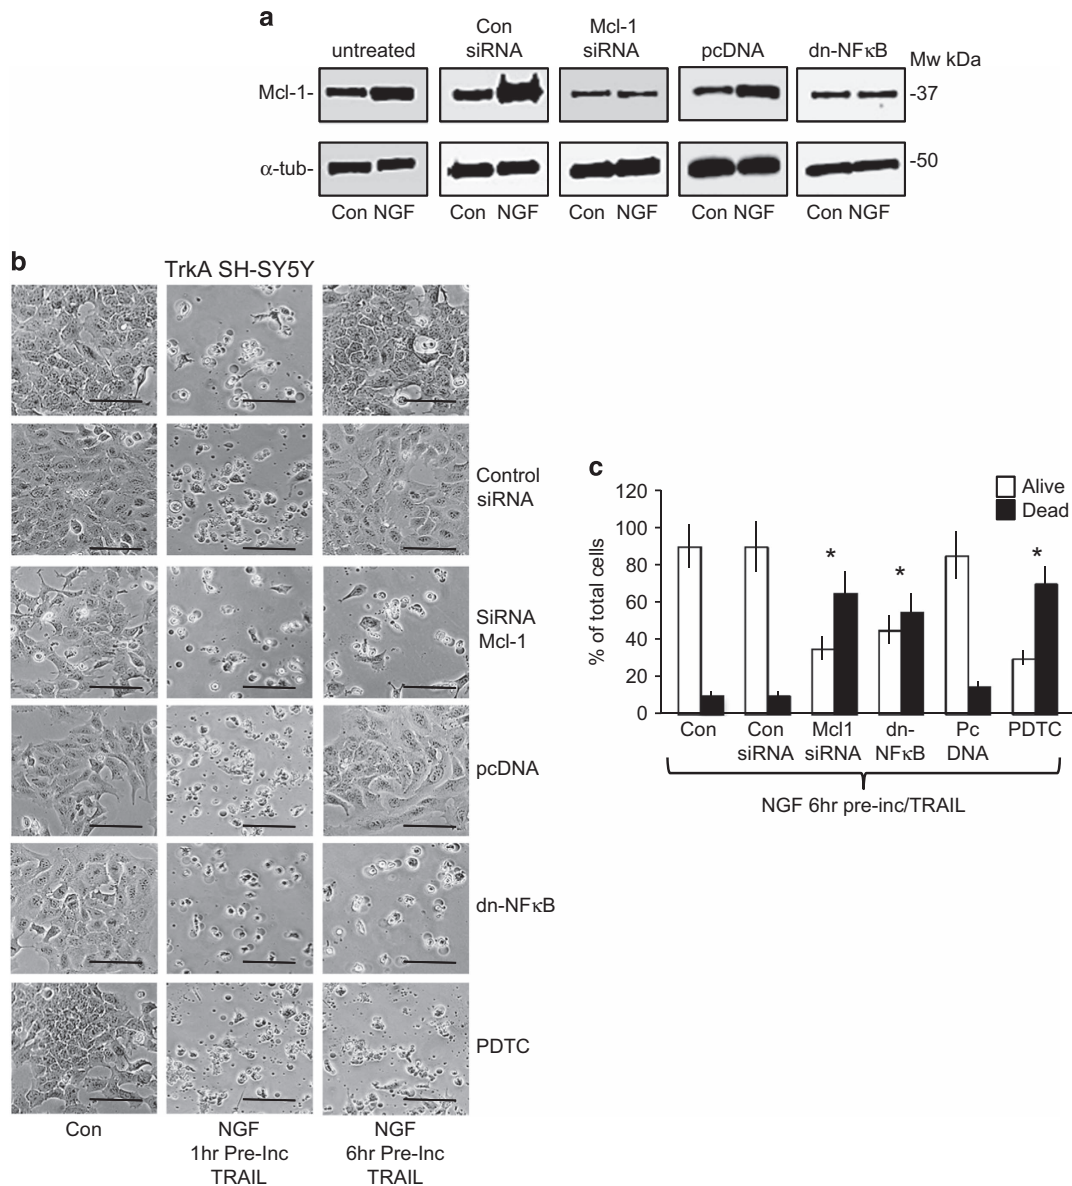 a
untreated
Con
siRNA
Mcl-1
siRNA
pcDNA
dn-NFκB
Mw kDa
Mcl-1-
-37
α-tub-
-50
Con NGF
Con NGF
Con NGF
Con NGF
Con NGF
b
TrkA SH-SY5Y
Control
siRNA
SiRNA
Mcl-1
pcDNA
dn-NFκB
PDTC
Con
NGF
1hr Pre-Inc
TRAIL
NGF
6hr Pre-Inc
TRAIL
c
Alive
Dead
% of total cells
120
100
80
60
40
20
0
*
*
*
Con
Con
siRNA
Mcl1
siRNA
dn-
NFκB
Pc
DNA
PDTC
NGF 6hr pre-inc/TRAIL